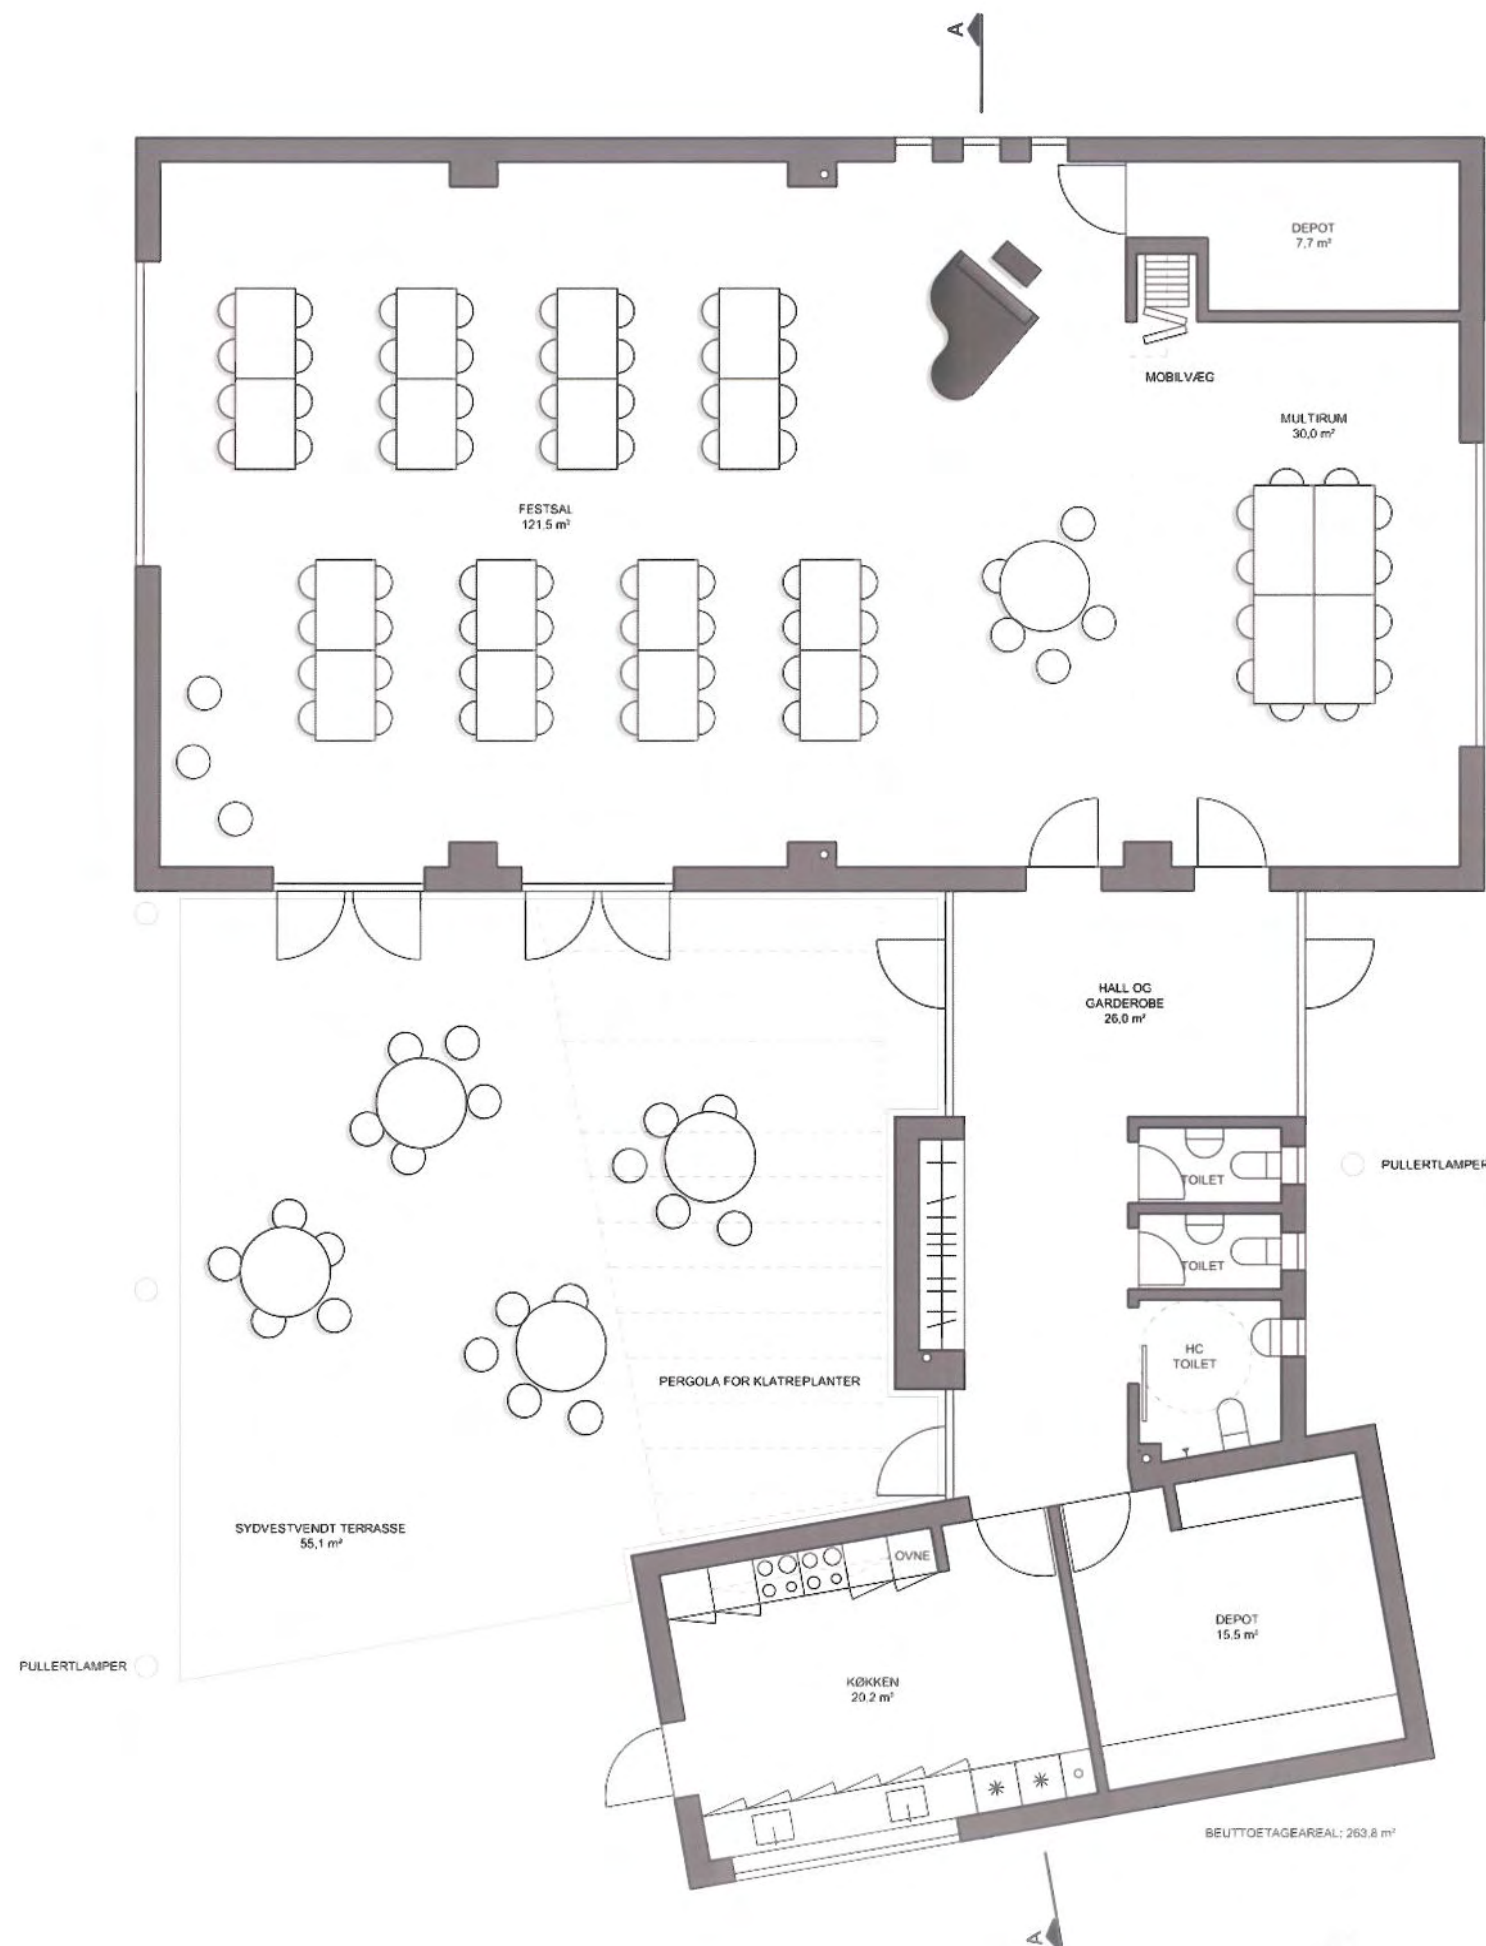 A
DEPOT
7,7 m²
MOBILVÆG
MULTIRUM
30,0 m²
FESTSAL
121,5 m²
HALL OG
GARDEROBE
26,0 m²
TOILET
PULLERTLAMPER
TOILET
HC
TOILET
PERGOLA FOR KLATREPLANTER
SYDVESTVENDT TERRASSE
55,1 m²
OVNE
DEPOT
15,5 m²
PULLERTLAMPER
KØKKEN
20,2 m²
BEUTTOETAGEAREAL: 263,8 m²
A